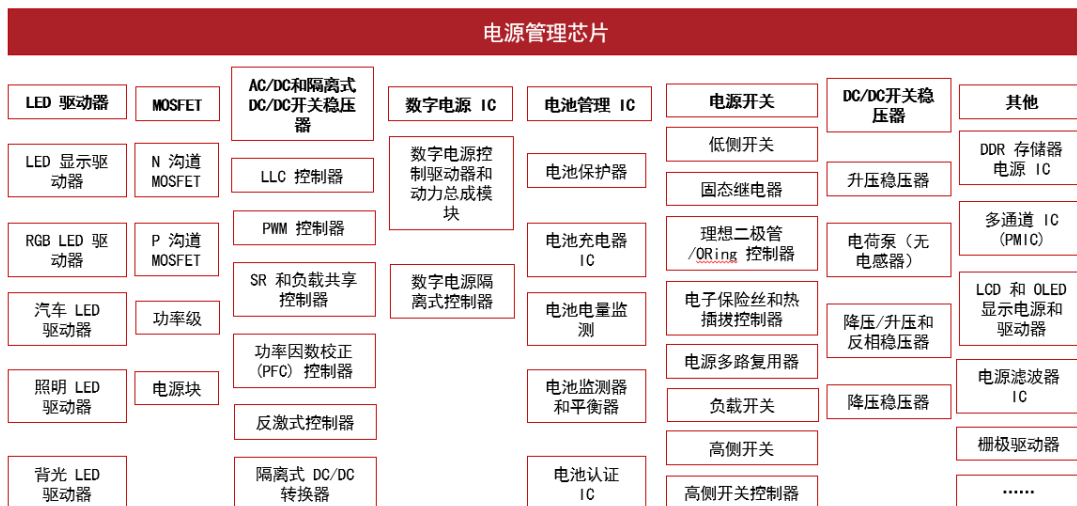 电源管理芯片
LED 驱动器
LED 显示驱
动器
RGB LED 驱
动器
汽车 LED
驱动器
照明 LED
驱动器
背光 LED
驱动器
MOSFET
N 沟道
MOSFET
P 沟道
MOSFET
功率级
电源块
AC/DC和隔离式
DC/DC开关稳压
器
LLC 控制器
PWM 控制器
SR 和负载共享
控制器
功率因数校正
(PFC) 控制器
反激式控制器
隔离式 DC/DC
转换器
数字电源 IC
数字电源控
制驱动器和
动力总成模
块
数字电源隔
离式控制器
电池管理 IC
电池保护器
电池充电器
IC
电池电量监
测
电池监测器
和平衡器
电池认证
IC
电源开关
低侧开关
固态继电器
理想二极管
/ORing 控制器
电子保险丝和热
插拔控制器
电源多路复用器
负载开关
高侧开关
高侧开关控制器
DC/DC开关稳
压器
升压稳压器
电荷泵（无
电感器）
降压/升压和
反相稳压器
降压稳压器
其他
DDR 存储器
电源 IC
多通道 IC
(PMIC)
LCD 和 OLED
显示电源和
驱动器
电源滤波器
IC
栅极驱动器
……